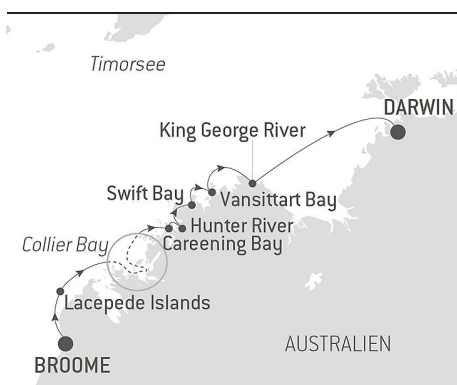 Timorsee
DARWIN
King George River
Swift Bay
Vansittart Bay
Hunter River
Collier Bay
Careening Bay
Lacepede Islands
AUSTRALIEN
BROOME